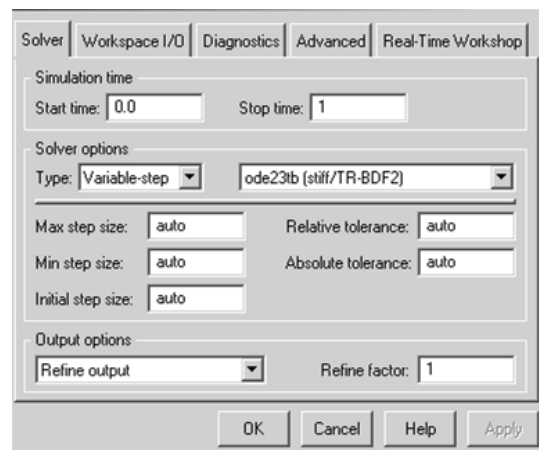 Solver Workspace I/O Diagnostics Advanced Real-Time Workshop
Simulation time
Start time: 0.0 Stop time: 1
Solver options
Type: Variable-step ode23tb (stiff/TR-BDF2)
Max step size: auto Relative tolerance: auto
Min step size: auto Absolute tolerance: auto
Initial step size: auto
Output options
Refine output Refine factor: 1
OK Cancel Help Apply